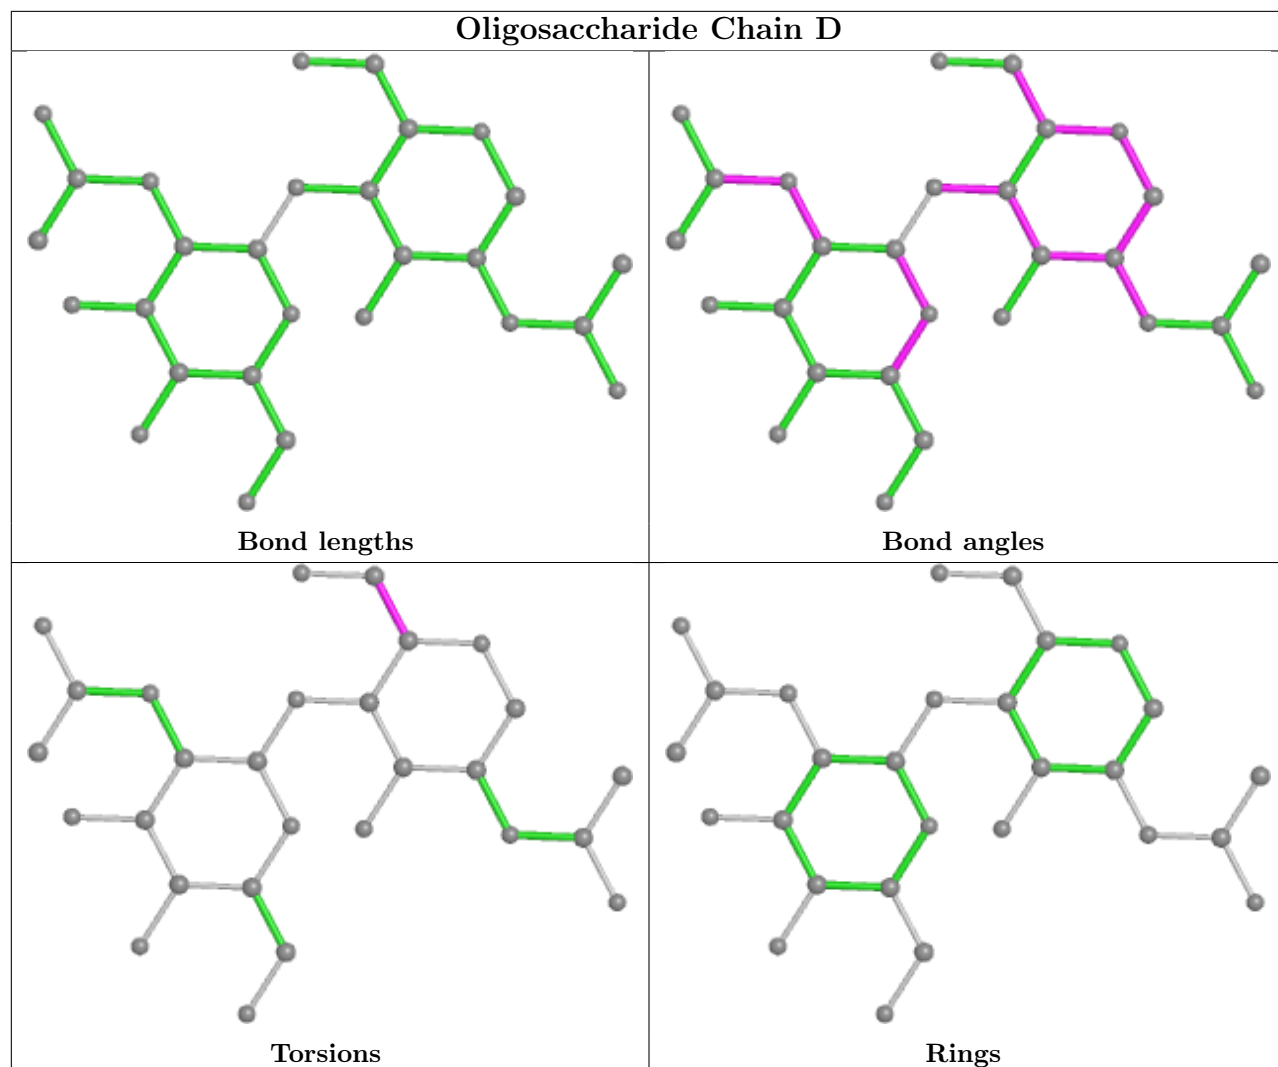 Oligosaccharide Chain D
Bond lengths
Bond angles
Torsions
Rings